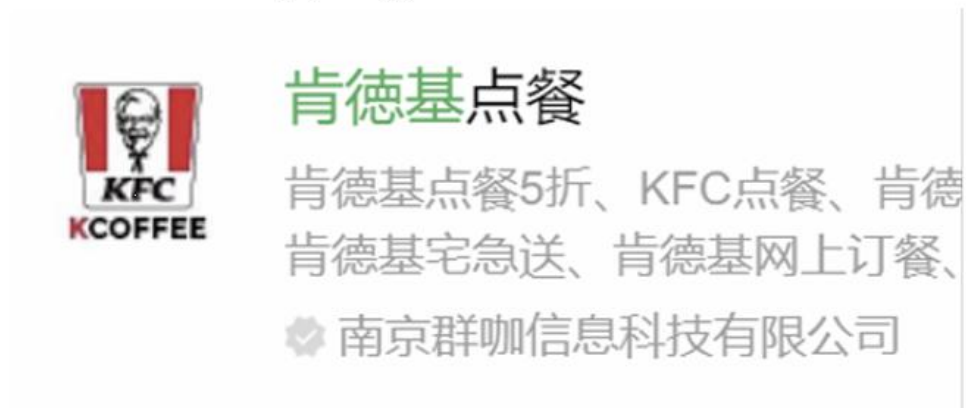 肯德基点餐
KFC
KCOFFEE
肯德基点餐5折、KFC点餐、肯德
肯德基宅急送、肯德基网上订餐、
南京群咖信息科技有限公司